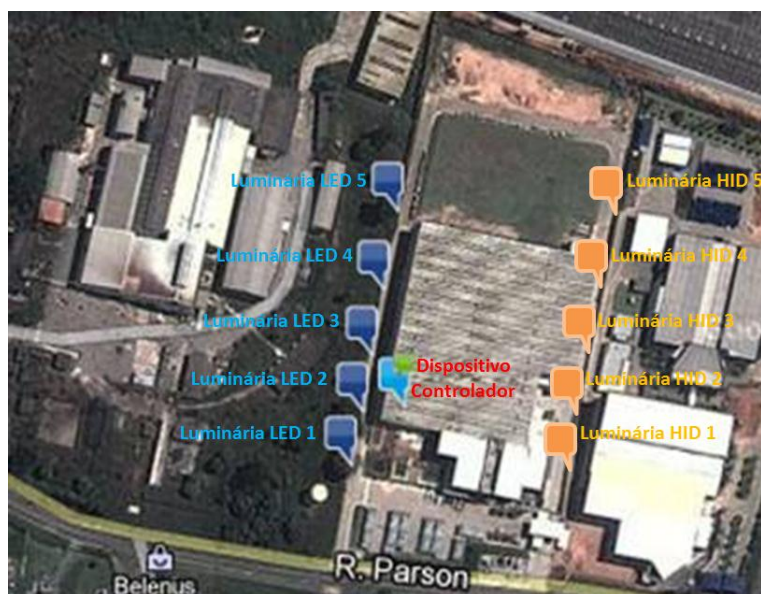 Luminária LED 5
Luminária HID 5
Luminária LED 4
Luminária HID 4
Luminária LED 3
Luminária HID 3
Dispositivo
Controlador
Luminária LED 2
Luminária HID 2
Luminária LED 1
Luminária HID 1
R. Parson
Belenus